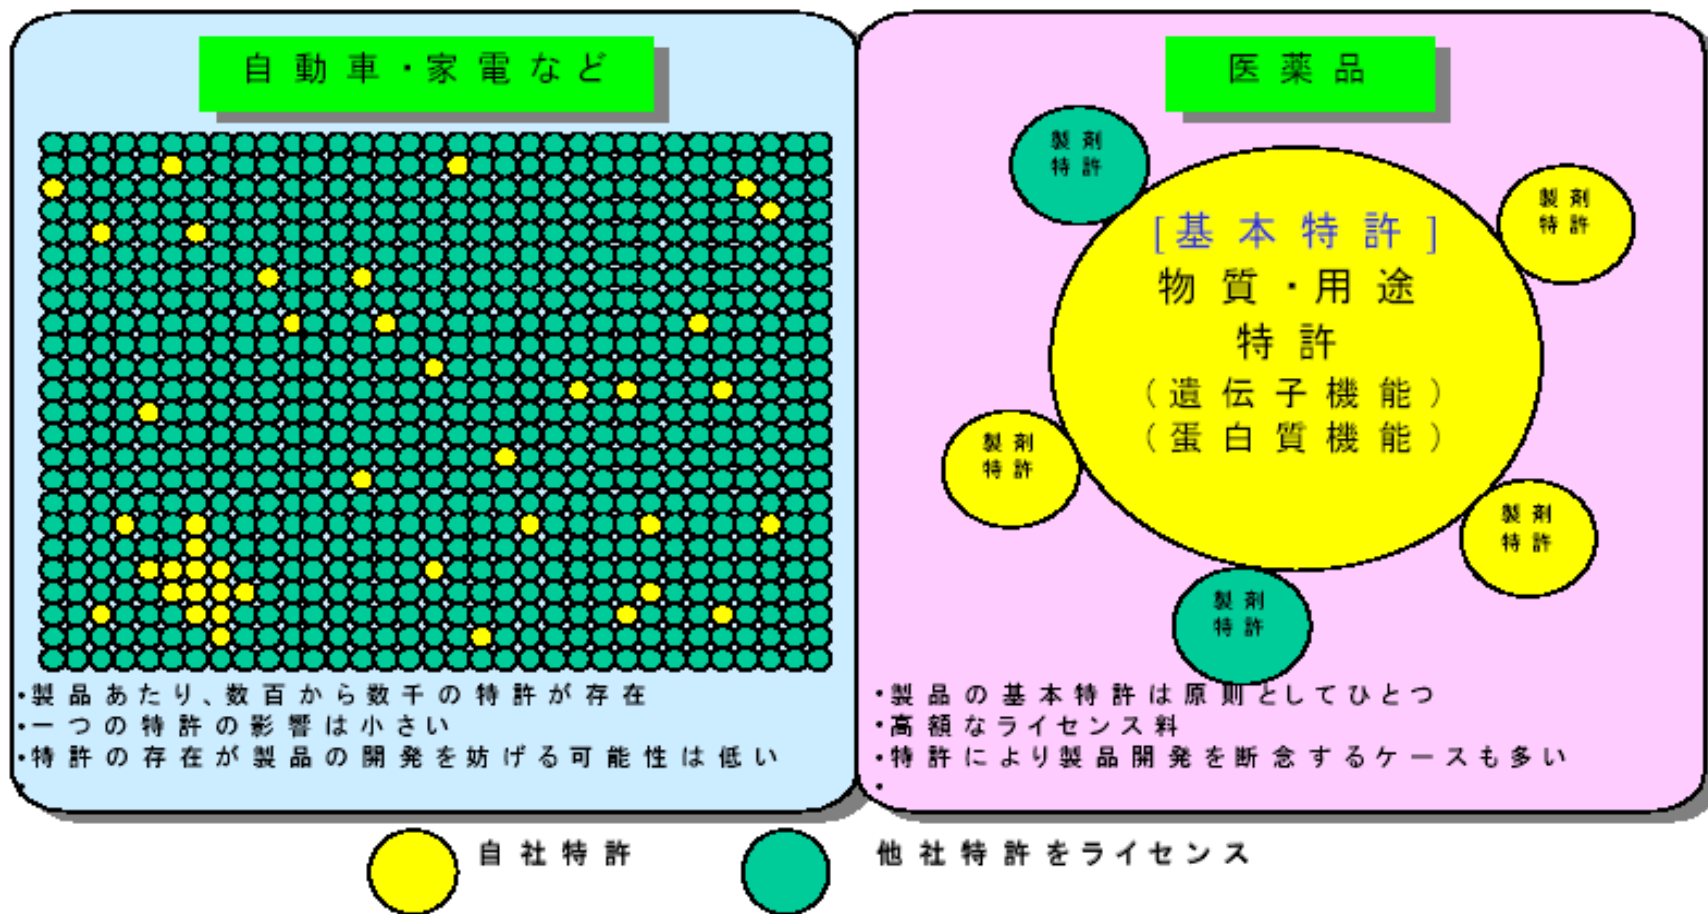 自動車・家電など
・製品あたり、数百から数千の特許が存在
・一つの特許の影響は小さい
・特許の存在が製品の開発を妨げる可能性は低い
医薬品
製剤
特許
製剤
特許
[基本特許]
物質・用途
特許
(遺伝子機能)
(蛋白質機能)
製剤
特許
製剤
特許
製剤
特許
・製品の基本特許は原則としてひとつ
・高額なライセンス料
・特許により製品開発を断念するケースも多い
・
自社特許
他社特許をライセンス